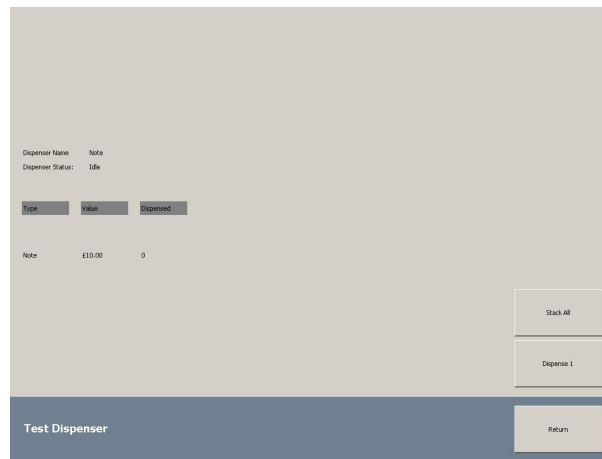 Dispenser Name Note
Dispenser Status: Idle
Type Value Dispensed
Note £10.00 0
Stack All
Dispense 1
Test Dispenser
Return